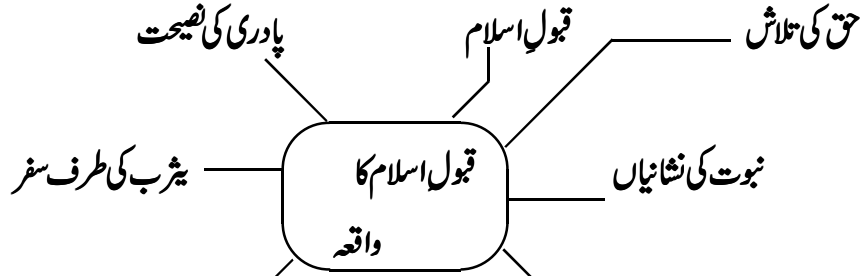 حق کی تلاش
قبولِ اسلام
پادری کی نصیحت
نبوت کی نشانیاں
قبولِ اسلام کا
واقعہ
یثرب کی طرف سفر